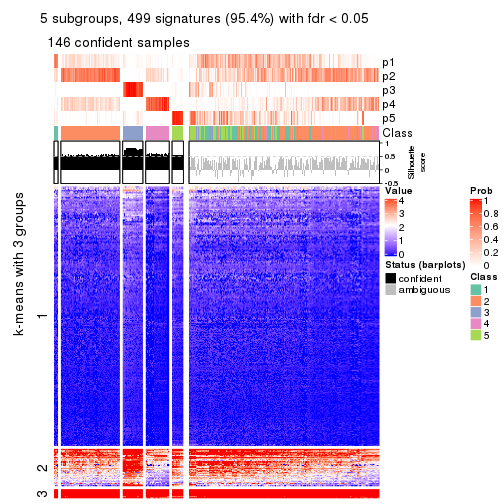 5 subgroups, 499 signatures (95.4%) with fdr < 0.05
146 confident samples
p1
p2
p3
p4
p5
Class
1
0.5
0
-0.5
Silhouette
score
k-means with 3 groups
1
2
3
Value
4
3
2
1
0
Status (barplots)
confident
ambiguous
Prob
1
0.8
0.6
0.4
0.2
0
Class
1
2
3
4
5